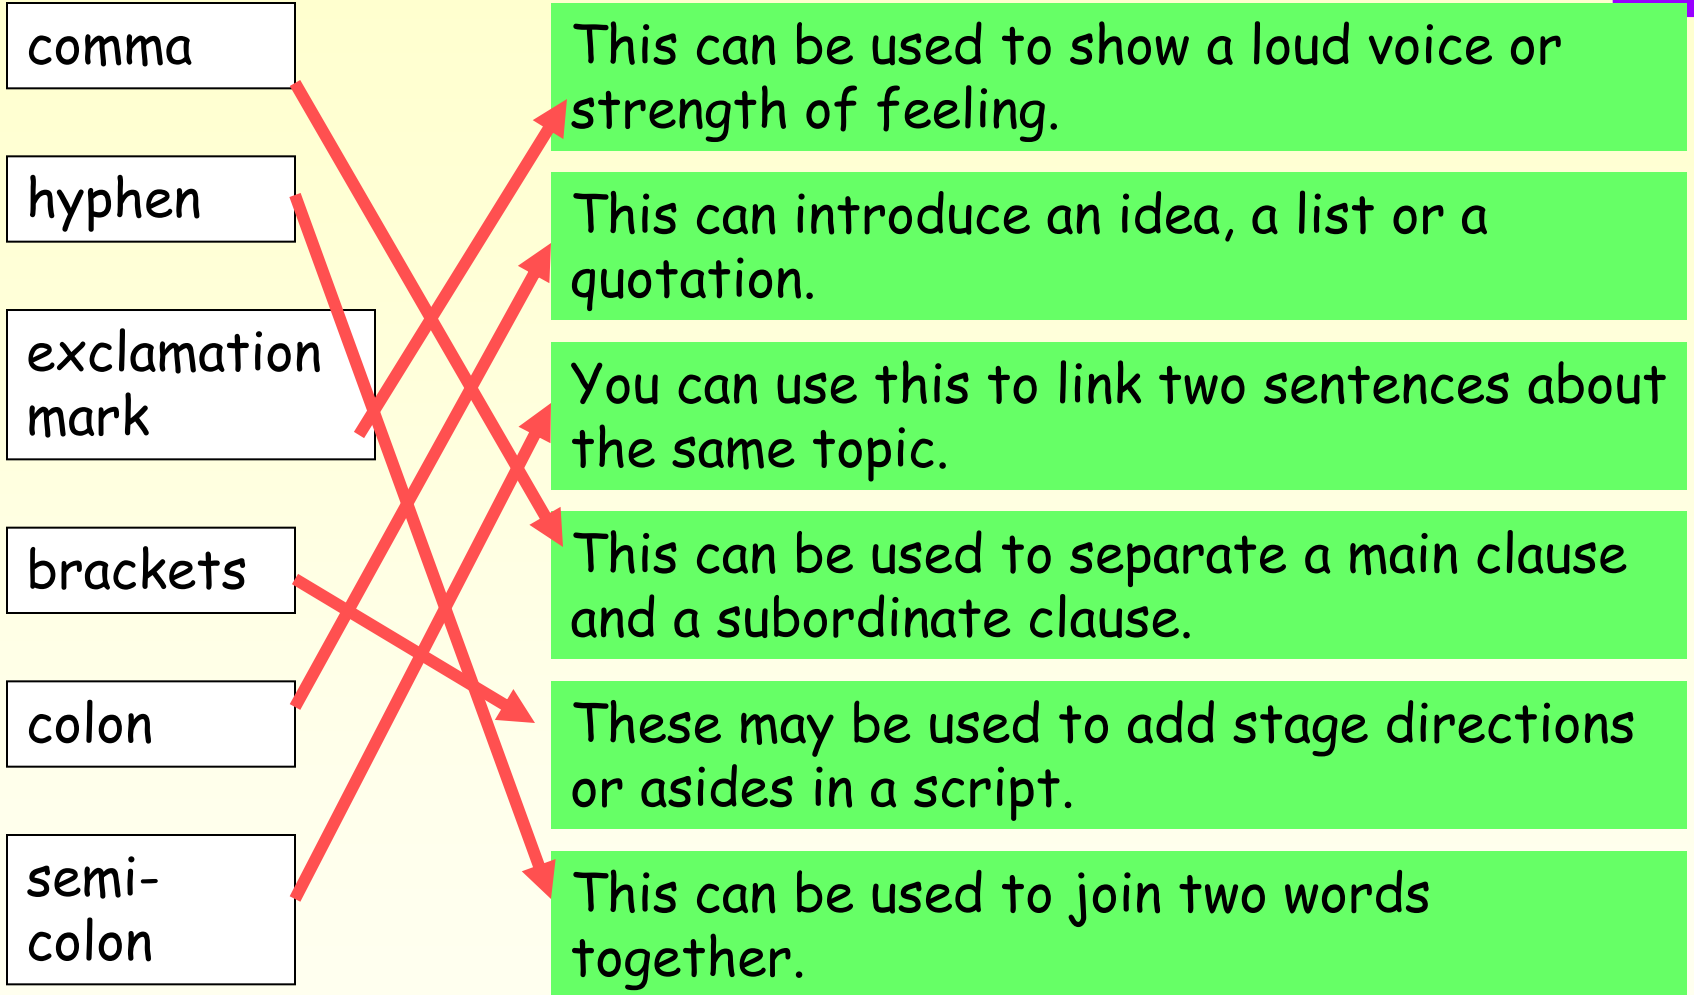 comma
hyphen
exclamation
mark
brackets
colon
semi-
colon
This can be used to show a loud voice or
strength of feeling.
This can introduce an idea, a list or a
quotation.
You can use this to link two sentences about
the same topic.
This can be used to separate a main clause
and a subordinate clause.
These may be used to add stage directions
or asides in a script.
This can be used to join two words
together.